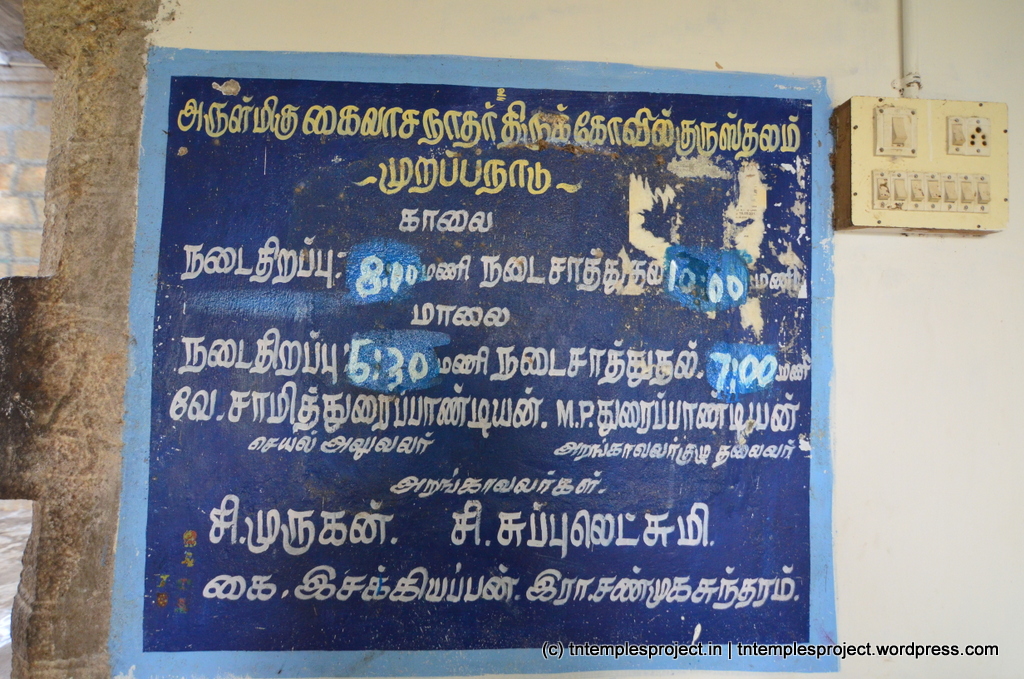 அருள்மிகு கைலாசநாதர் திருக்கோவில் குருஸ்தலம்
~முறப்பநாடு~
காலை
நடைதிறப்பு: 8.00 மணி நடைசாத்துதல் 10:00 மணி
மாலை
நடைதிறப்பு 5:30 மணி நடைசாத்துதல். 7:00 மணி
வே. சாமித்துரைப்பாண்டியன். M.P. துரைப்பாண்டியன்
செயல் அலுவலர் அறங்காவலர்குழு தலைவர்
அறங்காவலர்கள்.
சி.முருகன். சி. சுப்புலெட்சுமி.
கை. இசக்கியப்பன். இரா.சண்முகசுந்தரம்.
(c) tntemplesproject.in | tntemplesproject.wordpress.com